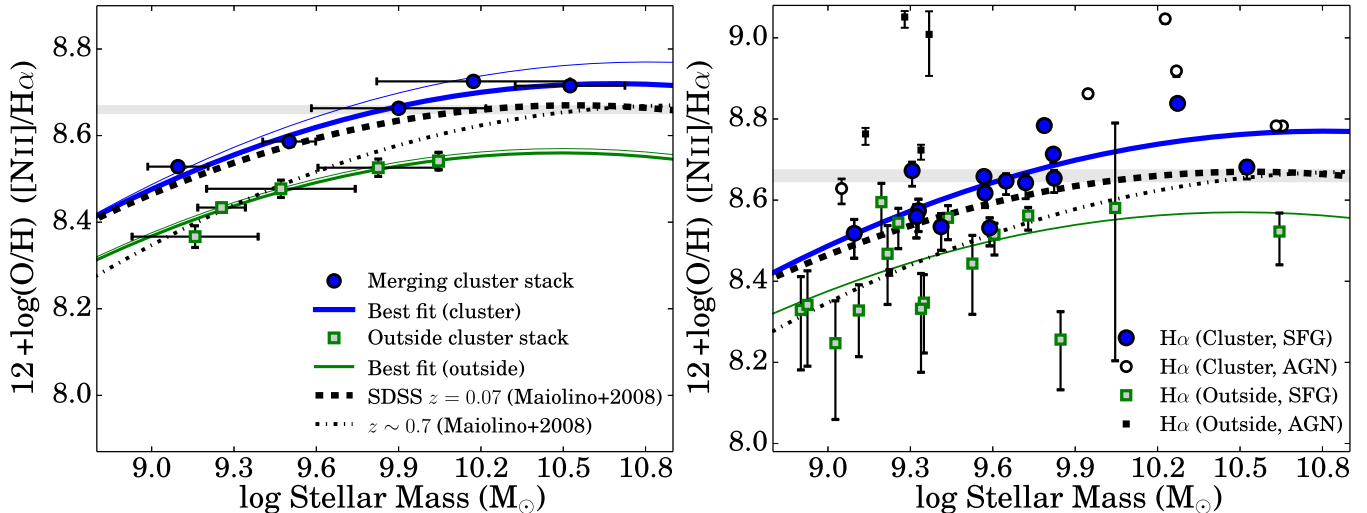 12+log(O/H) ([NII]/Hα)
8.8
8.6
8.4
8.2
8.0
Merging cluster stack
Best fit (cluster)
Outside cluster stack
Best fit (outside)
SDSS z = 0.07 (Maiolino+2008)
z ~ 0.7 (Maiolino+2008)
9.0 9.3 9.6 9.9 10.2 10.5 10.8
log Stellar Mass (M⊙)
12+log(O/H) ([NII]/Hα)
9.0
8.8
8.6
8.4
8.2
8.0
Hα (Cluster, SFG)
Hα (Cluster, AGN)
Hα (Outside, SFG)
Hα (Outside, AGN)
9.0 9.3 9.6 9.9 10.2 10.5 10.8
log Stellar Mass (M⊙)